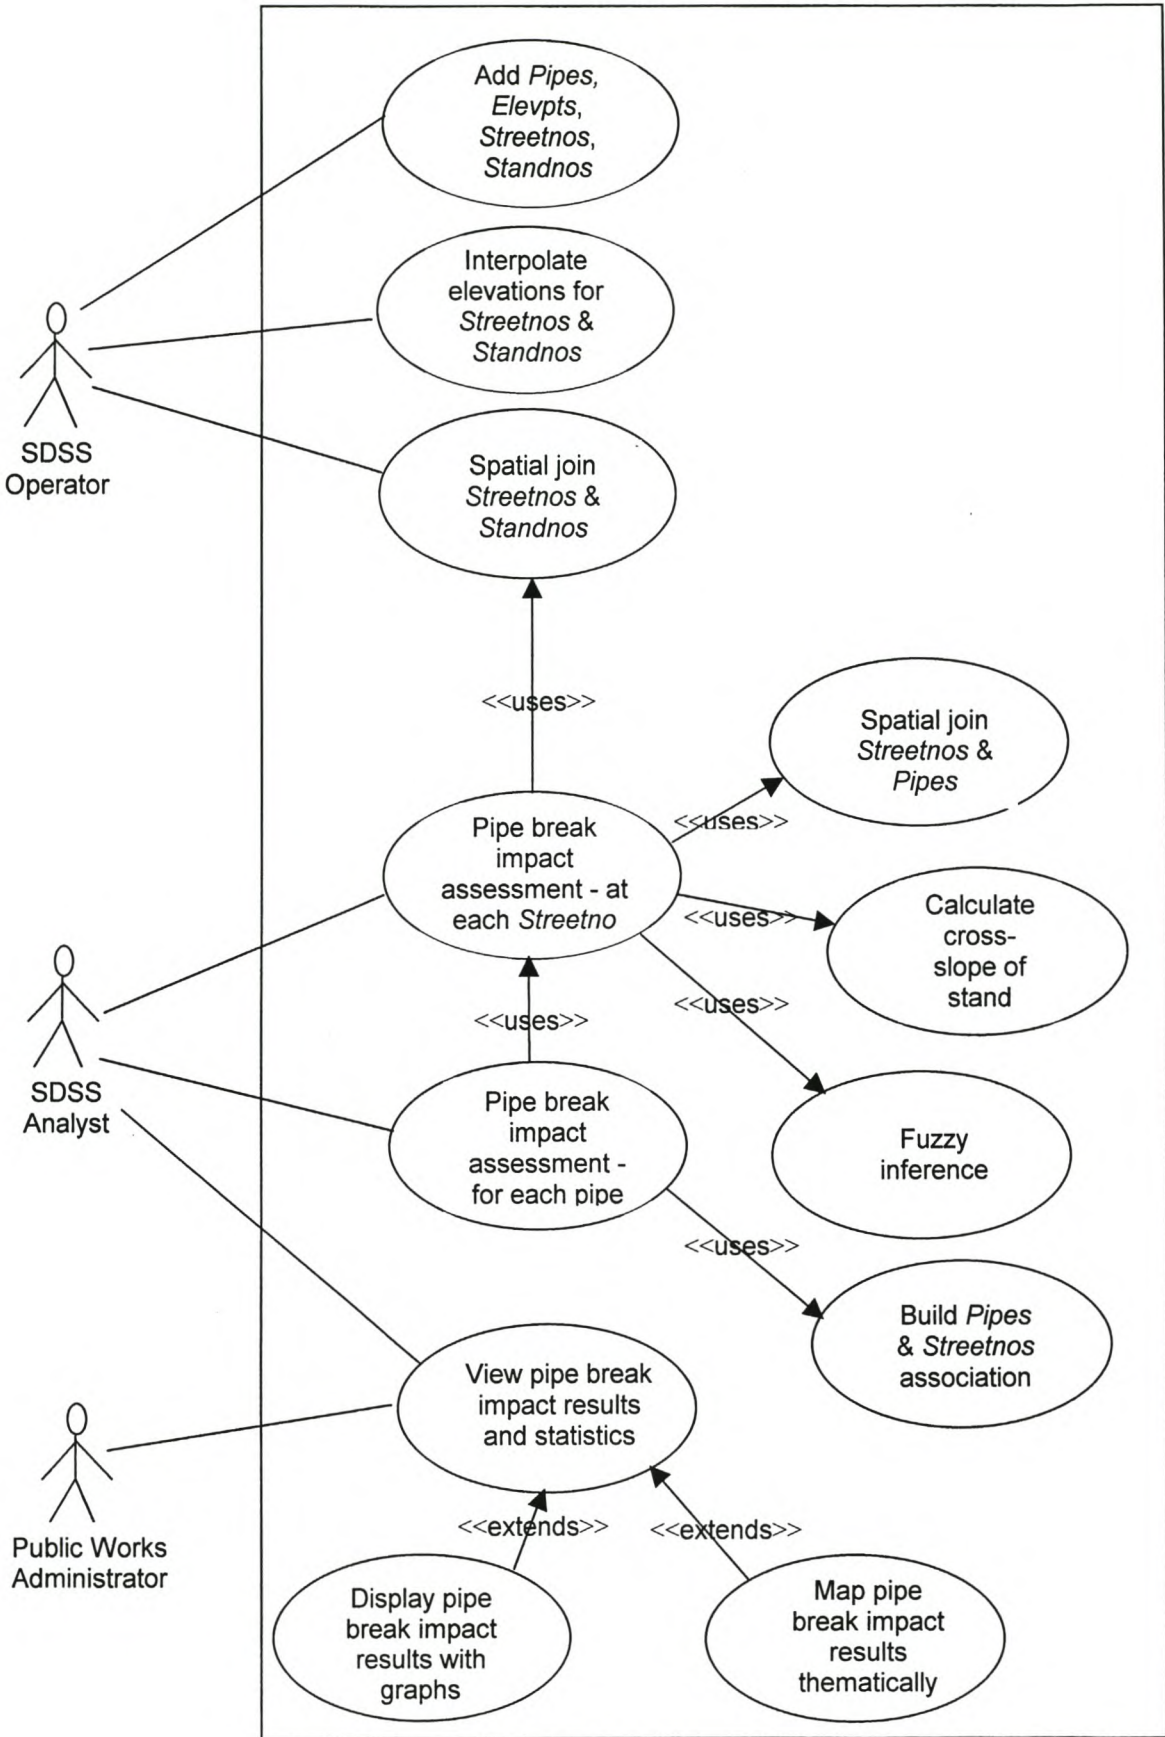 Add Pipes,
Elevpts,
Streetnos,
Standnos
Interpolate
elevations for
Streetnos &
Standnos
SDSS
Operator
Spatial join
Streetnos &
Standnos
<<uses>>
Spatial join
Streetnos &
Pipes
Pipe break
impact
assessment - at
each Streetno
<<uses>>
Calculate
cross-
slope of
stand
<<uses>>
<<uses>>
<<uses>>
SDSS
Analyst
Pipe break
impact
assessment -
for each pipe
Fuzzy
inference
<<uses>>
Build Pipes
& Streetnos
association
View pipe break
impact results
and statistics
Public Works
Administrator
<<extends>>
<<extends>>
Display pipe
break impact
results with
graphs
Map pipe
break impact
results
thematically